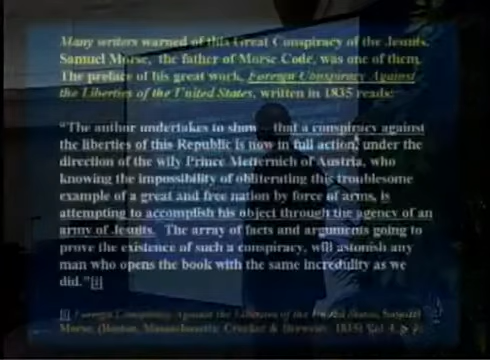 Many writers warned of this Great Conspiracy of the Jesuits.
Samuel Morse, the father of Morse Code, was one of them.
The preface of his great work, Foreign Conspiracy Against
the Liberties of the United States, written in 1835 reads:
"The author undertakes to show that a conspiracy against
the liberties of this Republic is now in full action, under the
direction of the wily Prince Metternich of Austria, who
knowing the impossibility of obliterating this troublesome
example of a great and free nation by force of arms, is
attempting to accomplish his object through the agency of an
army of Jesuits. The array of facts and arguments going to
prove the existence of such a conspiracy, will astonish any
man who opens the book with the same incredulity as we
did."[i]
[i] Foreign Conspiracy Against the Liberties of the United States, Samuel
Morse, (Boston, Massachusetts: Crocker & Brewster, 1835)